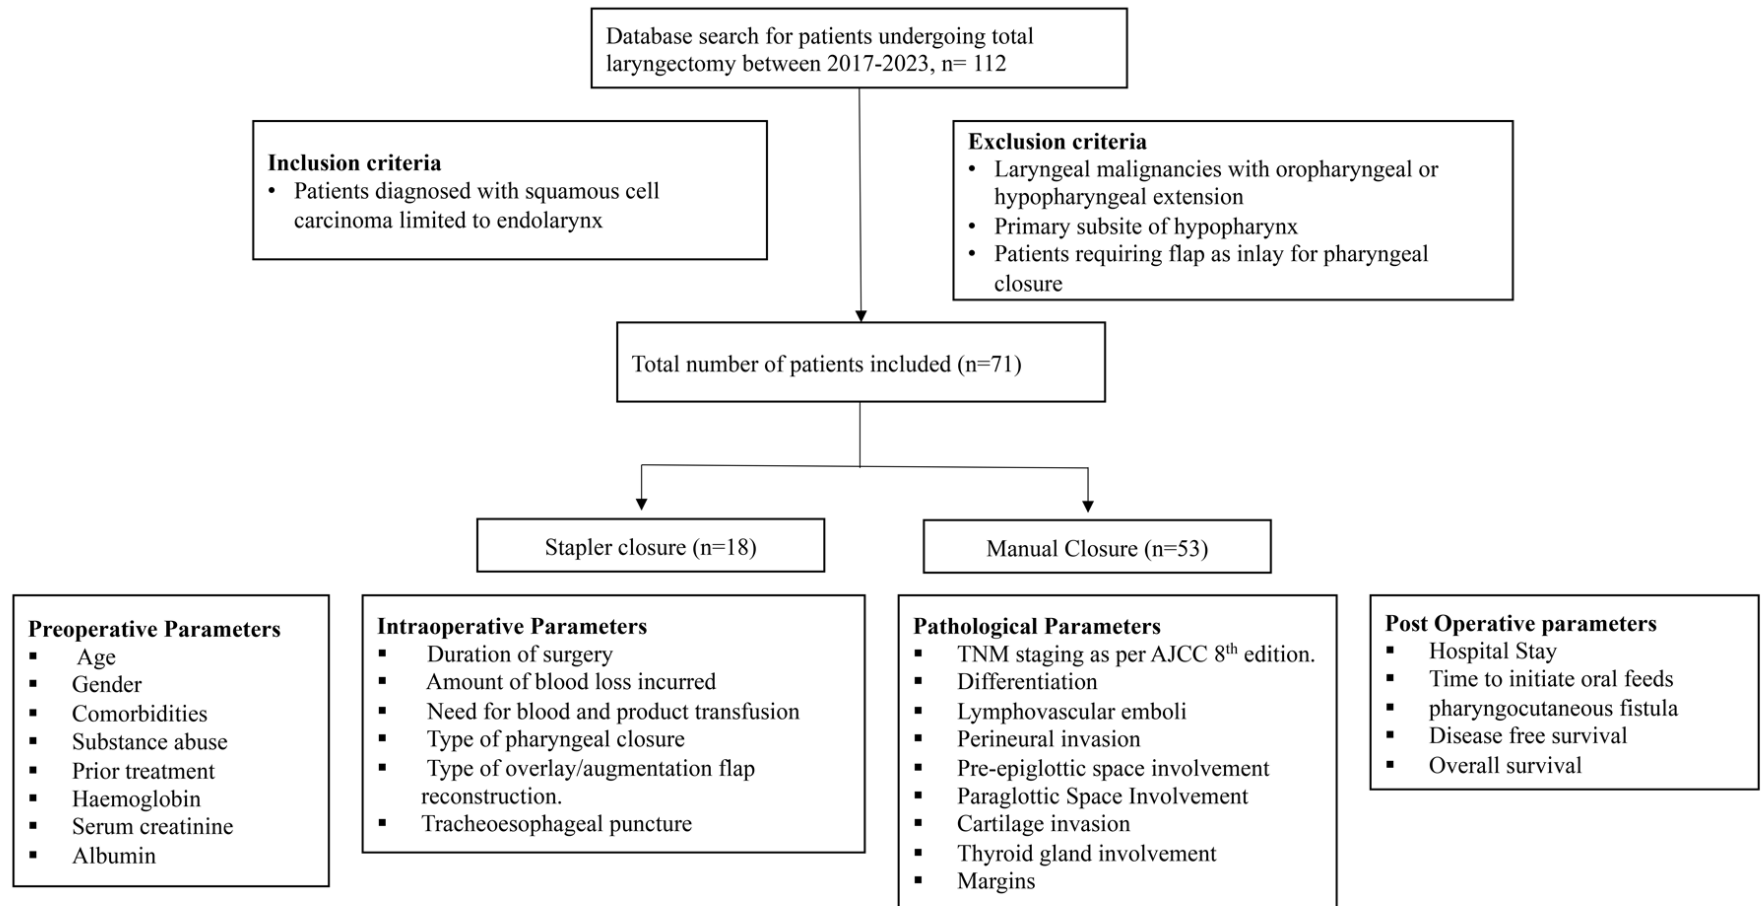 Database search for patients undergoing total
laryngectomy between 2017-2023, n= 112
Inclusion criteria
• Patients diagnosed with squamous cell
carcinoma limited to endolarynx
Exclusion criteria
• Laryngeal malignancies with oropharyngeal or
hypopharyngeal extension
• Primary subsite of hypopharynx
• Patients requiring flap as inlay for pharyngeal
closure
Total number of patients included (n=71)
Stapler closure (n=18)
Manual Closure (n=53)
Preoperative Parameters
▪ Age
▪ Gender
▪ Comorbidities
▪ Substance abuse
▪ Prior treatment
▪ Haemoglobin
▪ Serum creatinine
▪ Albumin
Intraoperative Parameters
▪ Duration of surgery
▪ Amount of blood loss incurred
▪ Need for blood and product transfusion
▪ Type of pharyngeal closure
▪ Type of overlay/augmentation flap
reconstruction.
▪ Tracheoesophageal puncture
Pathological Parameters
▪ TNM staging as per AJCC 8th edition.
▪ Differentiation
▪ Lymphovascular emboli
▪ Perineural invasion
▪ Pre-epiglottic space involvement
▪ Paraglottic Space Involvement
▪ Cartilage invasion
▪ Thyroid gland involvement
▪ Margins
Post Operative parameters
▪ Hospital Stay
▪ Time to initiate oral feeds
▪ pharyngocutaneous fistula
▪ Disease free survival
▪ Overall survival